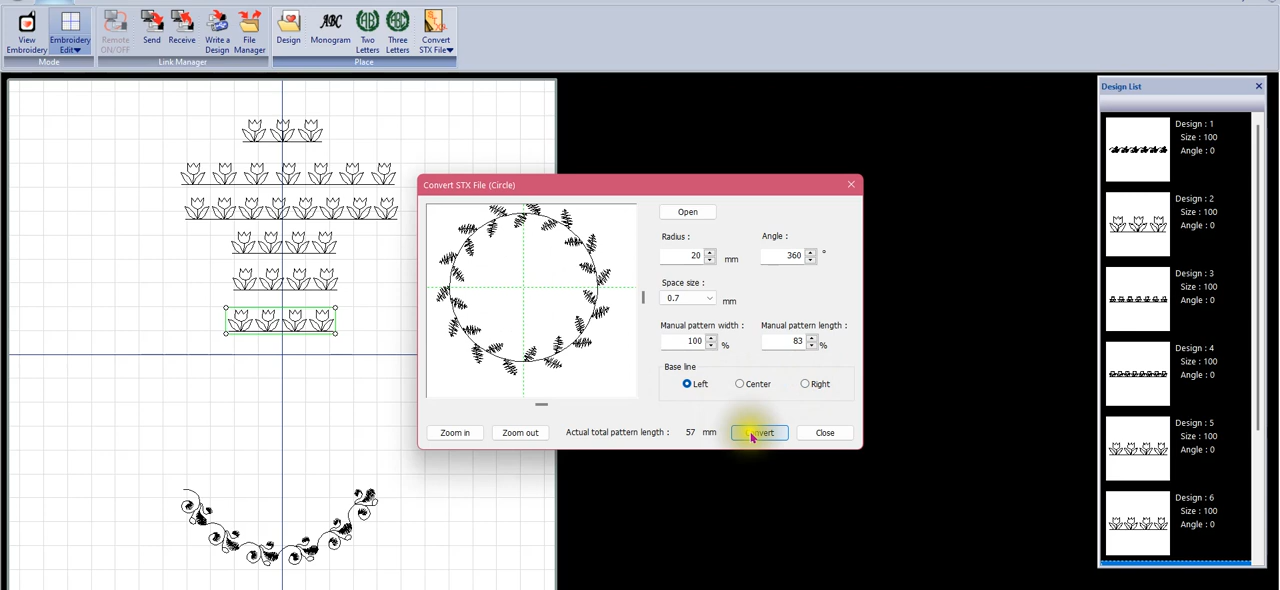 View Embroidery
Embroidery Edit▾
Remote ON/OFF
Send
Receive
Write a Design
File Manager
ABC
Design
Monogram
AB
Two Letters
ABC
Three Letters
Convert STX File▾
Mode
Link Manager
Place
Design List
Design : 1
Size : 100
Angle : 0
Design : 2
Size : 100
Angle : 0
Design : 3
Size : 100
Angle : 0
Design : 4
Size : 100
Angle : 0
Design : 5
Size : 100
Angle : 0
Design : 6
Size : 100
Angle : 0
Convert STX File (Circle)
Open
Radius :
Angle :
20 mm
360 °
Space size :
0.7 mm
Manual pattern width :
Manual pattern length :
100 %
83 %
Base line
Left
Center
Right
Zoom in
Zoom out
Actual total pattern length : 57 mm
Convert
Close